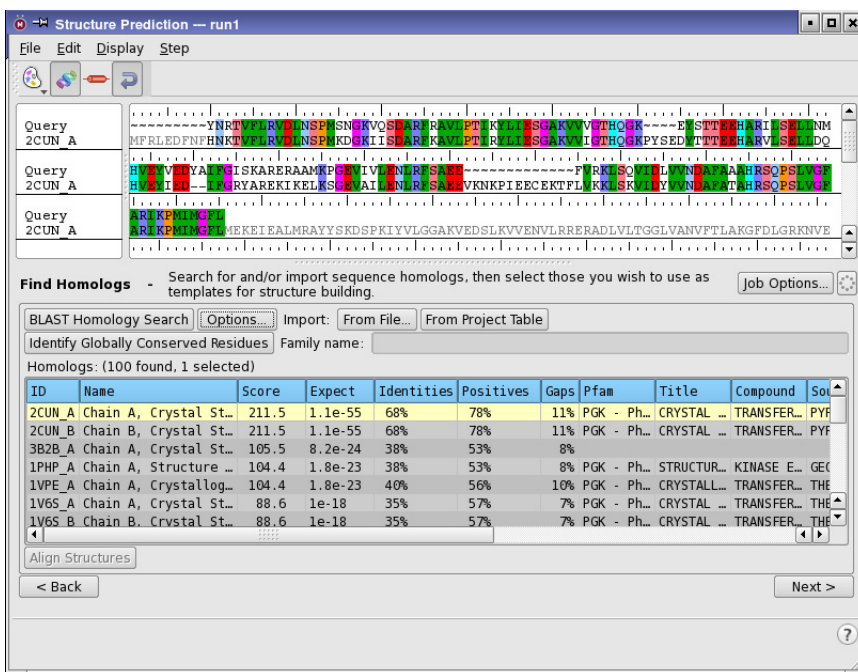 Structure Prediction --- run1
File Edit Display Step
Query ~~~~~~~~~YNRTVFLRVDLNSPMSNGKVQSDARFRAVLPTIKYLIESGAKVVVGTHQGK~~~~EYSTTEEHARILSELLNM
2CUN_A MFRLEDFNFHNKTVFLRVDLNSPMKDGKIISDARFKAVLPTIRYLIESGAKVVIGTHQGKPYSEDYTTTEEHARVLSELLDQ
Query HVEYVEDYAIFGISKARERAAMKPGEVIVLENLRFSAEE~~~~~~~~~~~~~~FVRKLSQVIDLVVNDAFAAAHRSQPSLVGF
2CUN_A HVEYIED--IFGRYAREKIKELKSGEVAILENLRFSAEEVKNKPIEECEKTFLVKKLSKVIDYVVNDAFATAHRSQPSLVGF
Query ARIKPMIMGFL
2CUN_A ARIKPMIMGFLMEKEIEALMRAYYSKDSPKIYVLGGAKVEDSLKVVENVLRRERADLVLTGGLVANVFTLAKGFDLGRKNVE
Find Homologs - Search for and/or import sequence homologs, then select those you wish to use as
templates for structure building.
Job Options...
BLAST Homology Search Options... Import: From File... From Project Table
Identify Globally Conserved Residues Family name:
Homologs: (100 found, 1 selected)
ID Name Score Expect Identities Positives Gaps Pfam Title Compound Sou
2CUN_A Chain A, Crystal St... 211.5 1.1e-55 68% 78% 11% PGK - Ph... CRYSTAL ... TRANSFER... PYR
2CUN_B Chain B, Crystal St... 211.5 1.1e-55 68% 78% 11% PGK - Ph... CRYSTAL ... TRANSFER... PYR
3B2B_A Chain A, Crystal St... 105.5 8.2e-24 38% 53% 8%
1PHP_A Chain A, Structure ... 104.4 1.8e-23 38% 53% 8% PGK - Ph... STRUCTUR... KINASE E... GEO
1VPE_A Chain A, Crystallog... 104.4 1.8e-23 40% 56% 10% PGK - Ph... CRYSTALL... TRANSFER... THE
1V6S_A Chain A, Crystal St... 88.6 1e-18 35% 57% 7% PGK - Ph... CRYSTAL ... TRANSFER... THE
1V6S_B Chain B, Crystal St... 88.6 1e-18 35% 57% 7% PGK - Ph... CRYSTAL ... TRANSFER... THE
Align Structures
< Back Next >
?